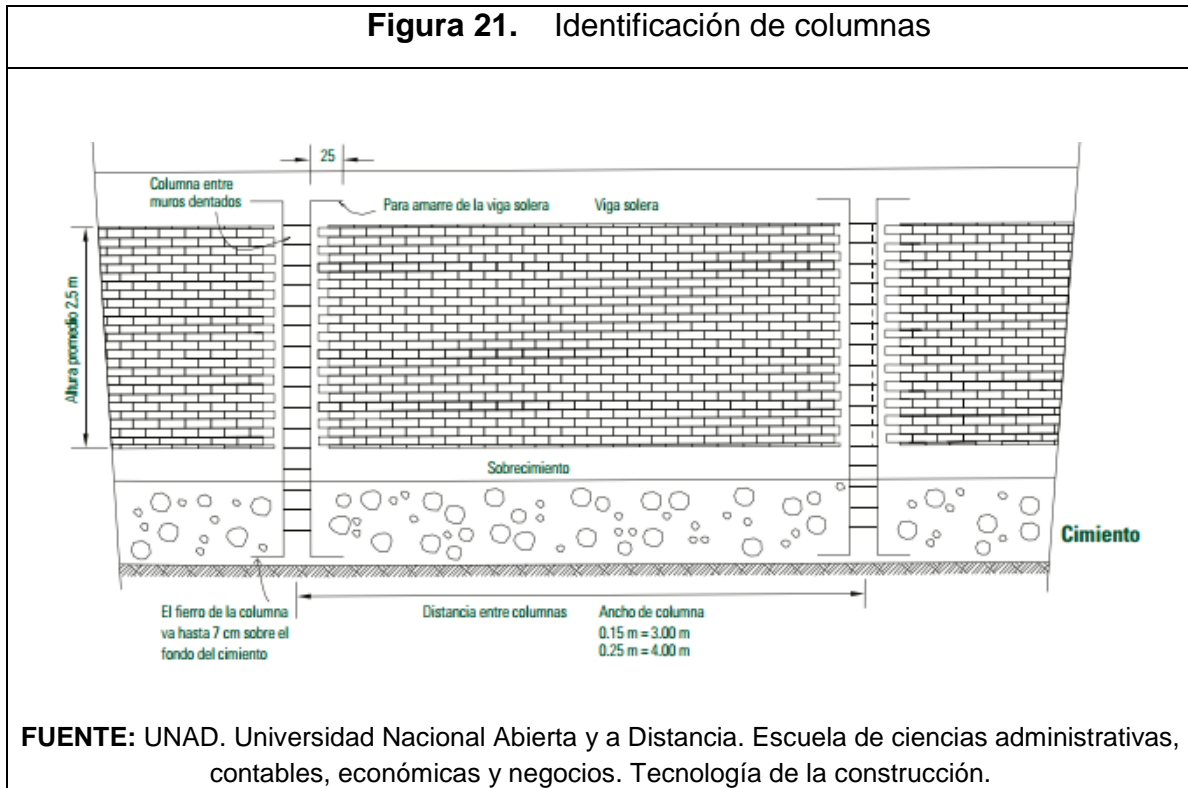 Figura 21. Identificación de columnas
25
Columna entre
muros dentados
Para amarre de la viga solera
Viga solera
Altura promedio 2.5 m
Sobrecimiento
Cimiento
El fierro de la columna
va hasta 7 cm sobre el
fondo del cimiento
Distancia entre columnas
Ancho de columna
0.15 m = 3.00 m
0.25 m = 4.00 m
FUENTE: UNAD. Universidad Nacional Abierta y a Distancia. Escuela de ciencias administrativas,
contables, económicas y negocios. Tecnología de la construcción.